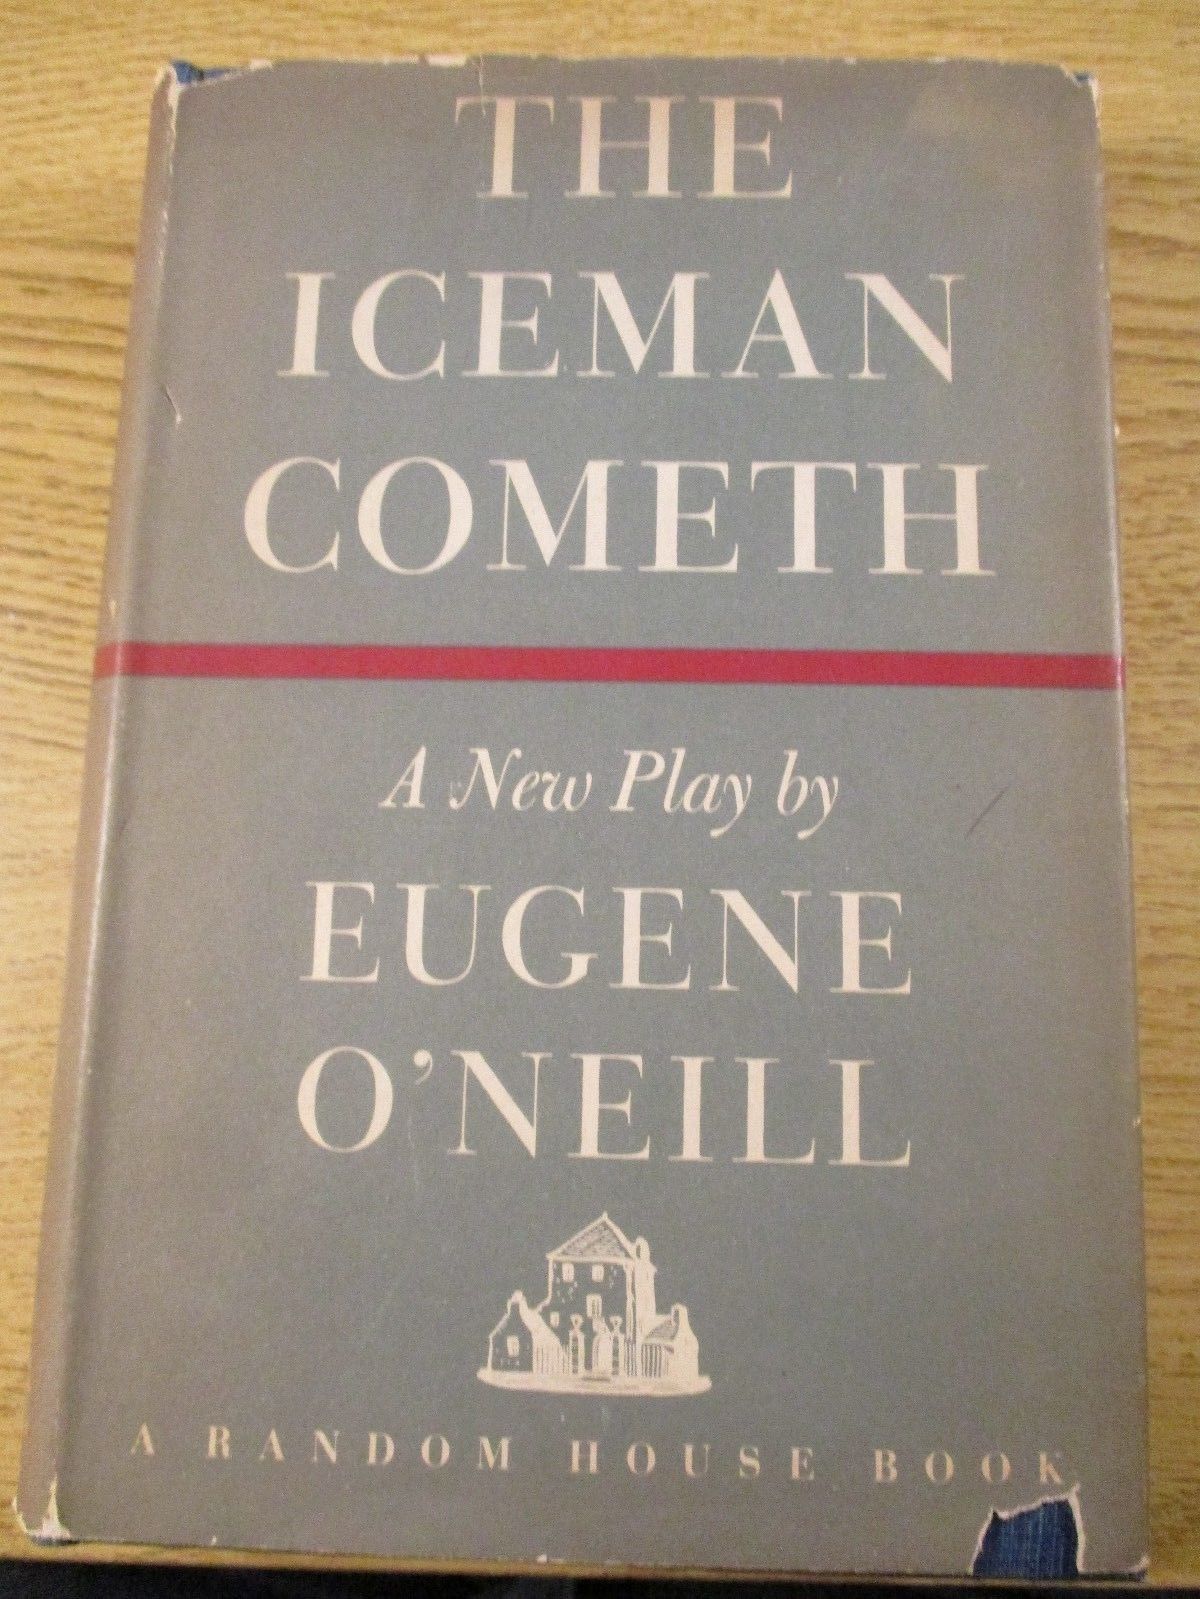 THE
ICEMAN
COMETH
A New Play by
EUGENE
O'NEILL
A RANDOM HOUSE BOOK